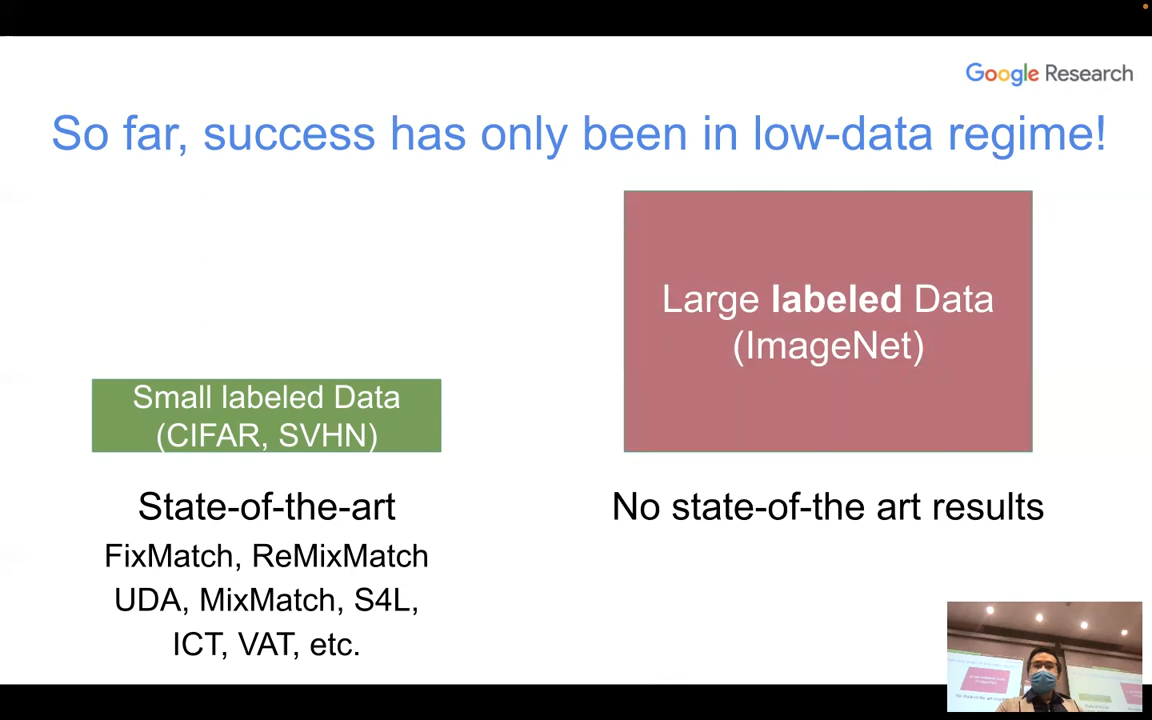 Google Research
So far, success has only been in low-data regime!
Large labeled Data
(ImageNet)
Small labeled Data
(CIFAR, SVHN)
State-of-the-art
FixMatch, ReMixMatch
UDA, MixMatch, S4L,
ICT, VAT, etc.
No state-of-the art results